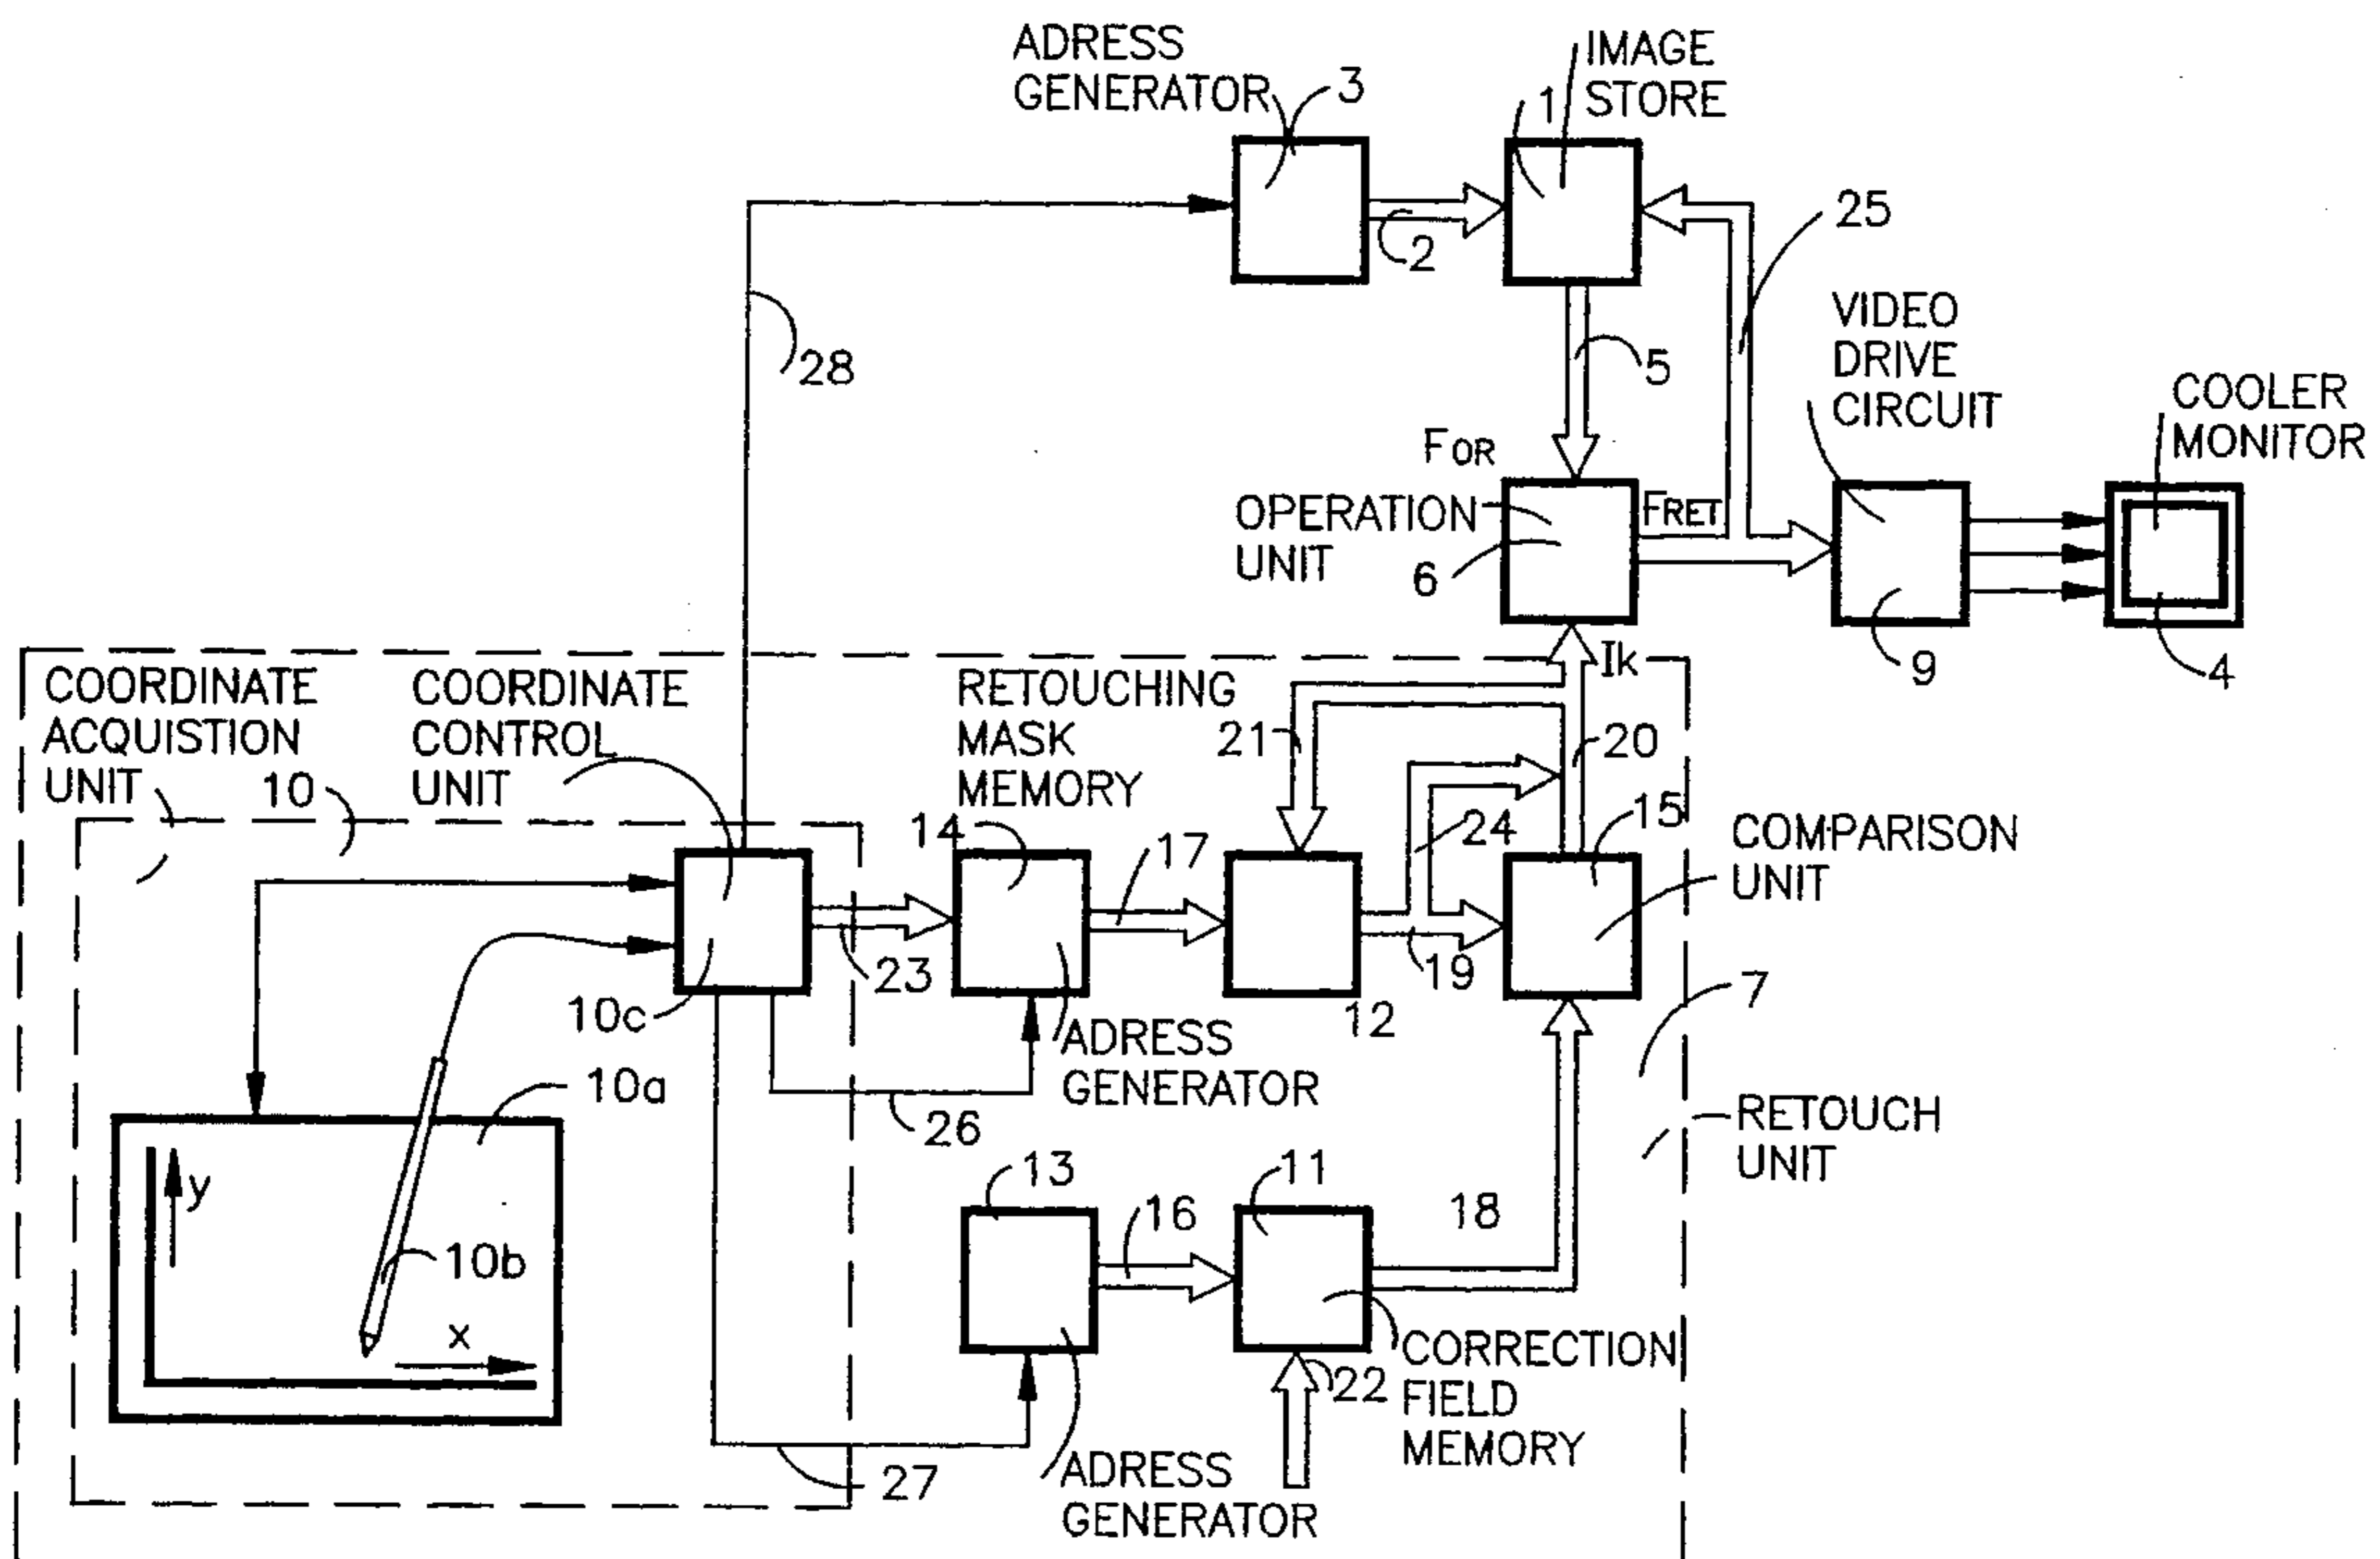 ADRESS
GENERATOR
3
IMAGE
STORE
1
2
25
28
5
VIDEO
DRIVE
CIRCUIT
COOLER
MONITOR
FOR
OPERATION
UNIT
6
FRET
9
4
COORDINATE
ACQUISTION
UNIT
10
COORDINATE
CONTROL
UNIT
RETOUCHING
MASK
MEMORY
Ik
21
20
14
17
24
15
COMPARISON
UNIT
23
19
10c
12
7
ADRESS
GENERATOR
10a
26
RETOUCH
UNIT
y
13
16
11
18
10b
x
22
CORRECTION
FIELD
MEMORY
27
ADRESS
GENERATOR